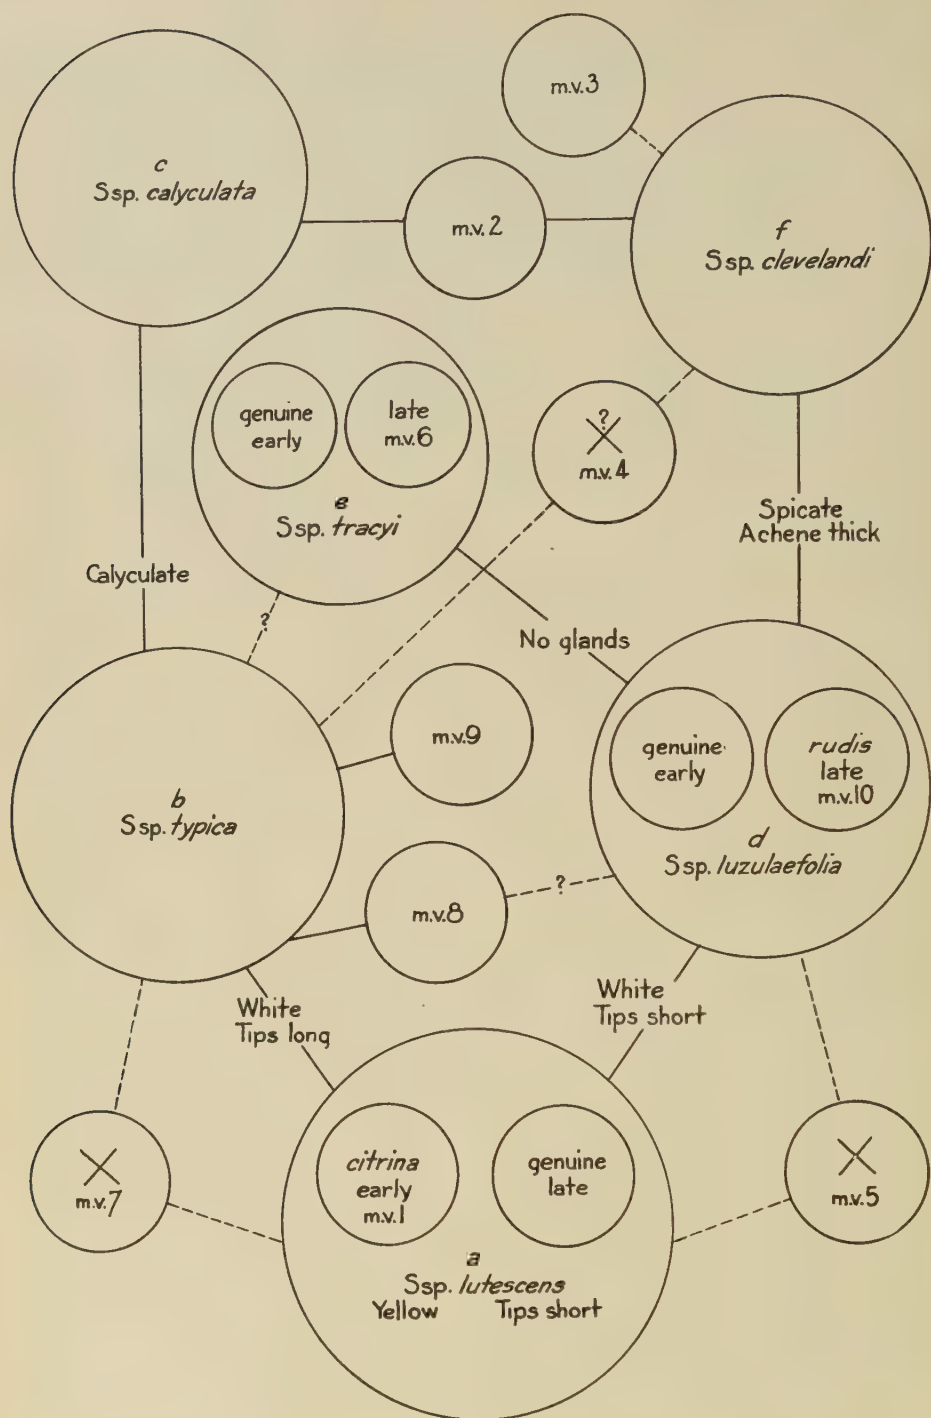 m.v.3
c
Ssp. calyculata
m.v.2
f
Ssp. clevelandi
genuine
early
late
m.v.6
e
Ssp. tracyi
?
m.v.4
Spicate
Achene thick
Calyculate
?
No glands
m.v.9
genuine
early
rudis
late
m.v.10
b
Ssp. typica
d
Ssp. luzulaefolia
m.v.8
?
White
Tips long
White
Tips short
m.v.7
citrina
early
m.v.1
genuine
late
m.v.5
a
Ssp. lutescens
Yellow Tips short